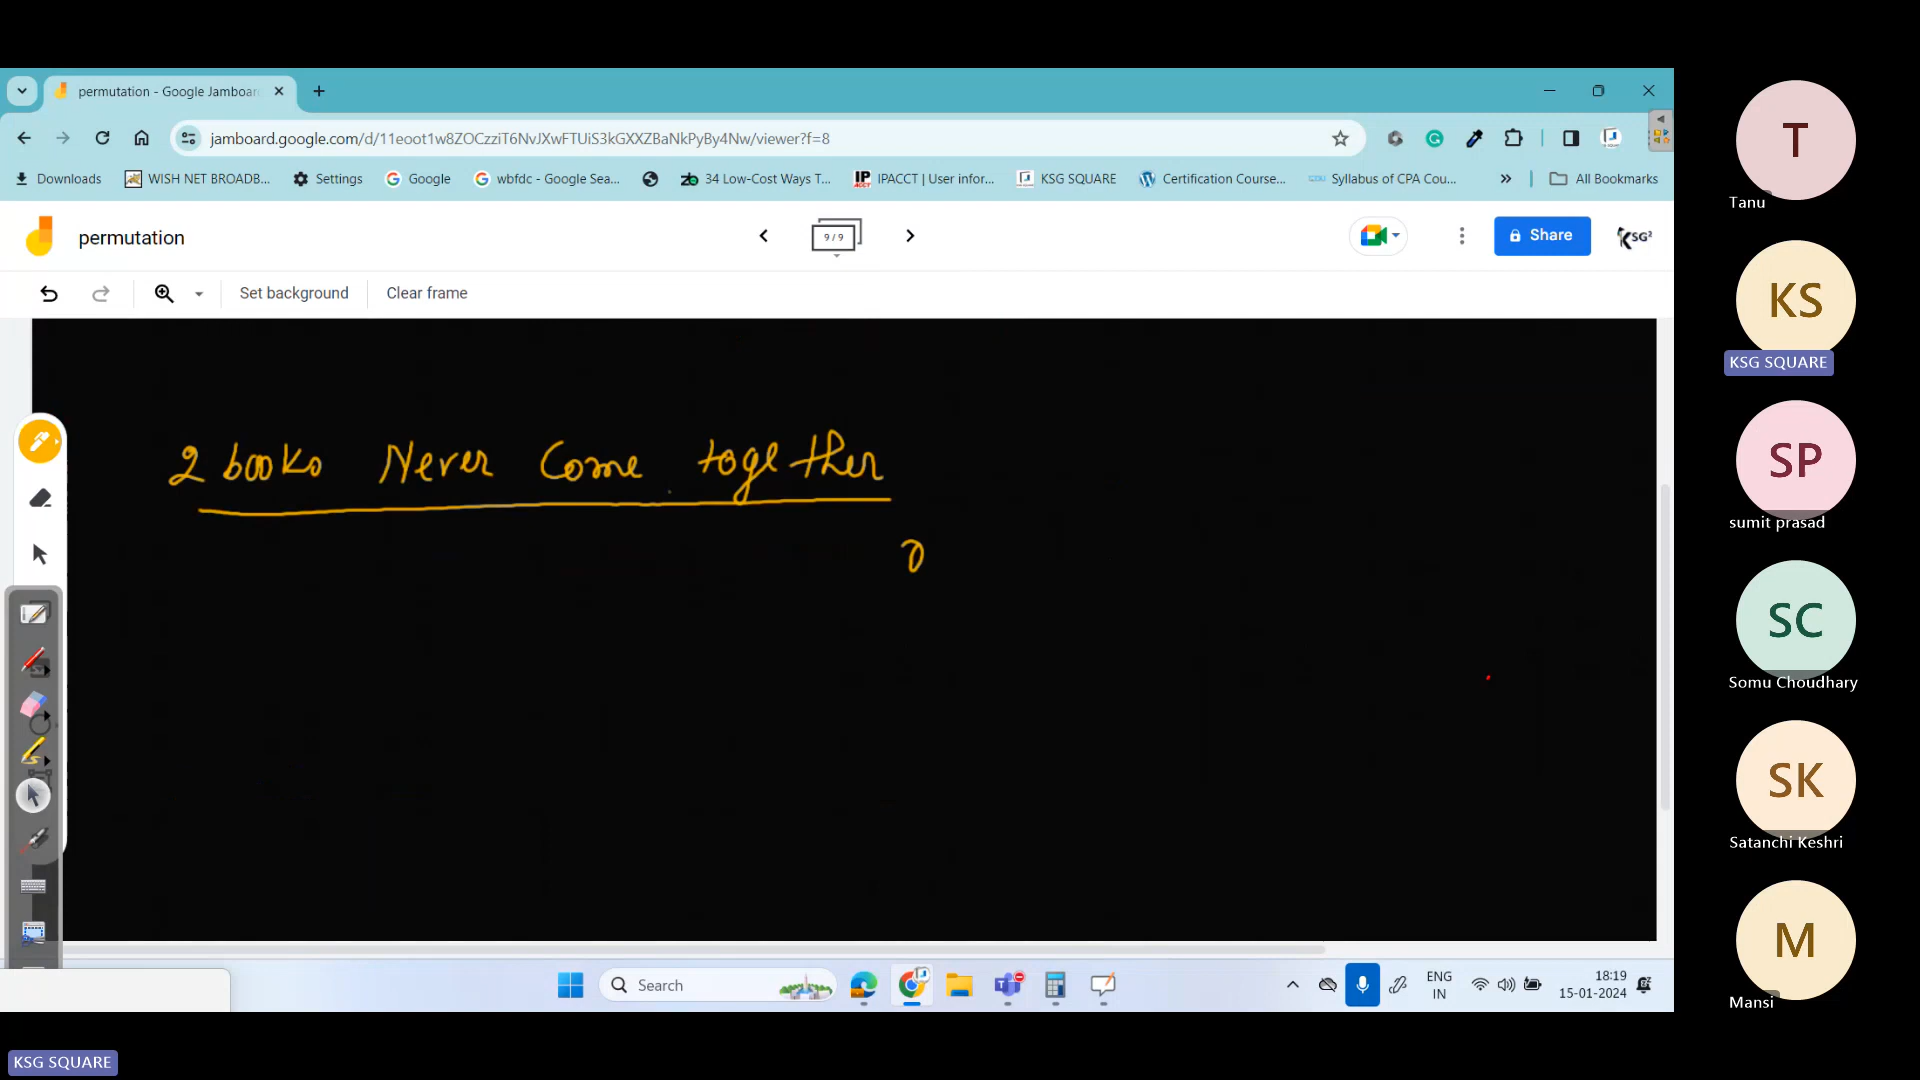 permutation - Google Jamboar
T
Tanu
jamboard.google.com/d/11eoot1w8ZOCzziT6NvJXwFTUiS3kGXXZBaNkPyBy4Nw/viewer?f=8
Downloads WISH NET BROADB... Settings Google wbfdc - Google Sea... 34 Low-Cost Ways T... IPACCT | User infor... KSG SQUARE Certification Course... Syllabus of CPA Cou... » All Bookmarks
permutation
9 / 9
Share
KSG²
KS
KSG SQUARE
Set background Clear frame
2 books Never Come together
SP
sumit prasad
SC
Somu Choudhary
SK
Satanchi Keshri
M
Mansi
Search
ENG
IN
18:19
15-01-2024
KSG SQUARE